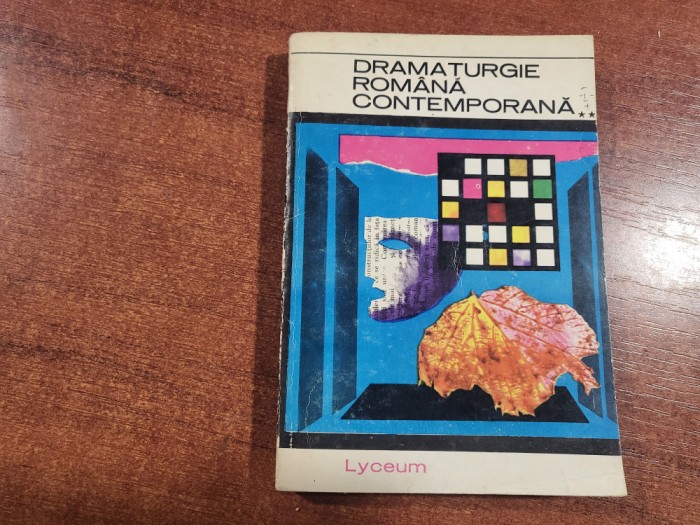 DRAMATURGIE
ROMÂNĂ
CONTEMPORANĂ
Lyceum